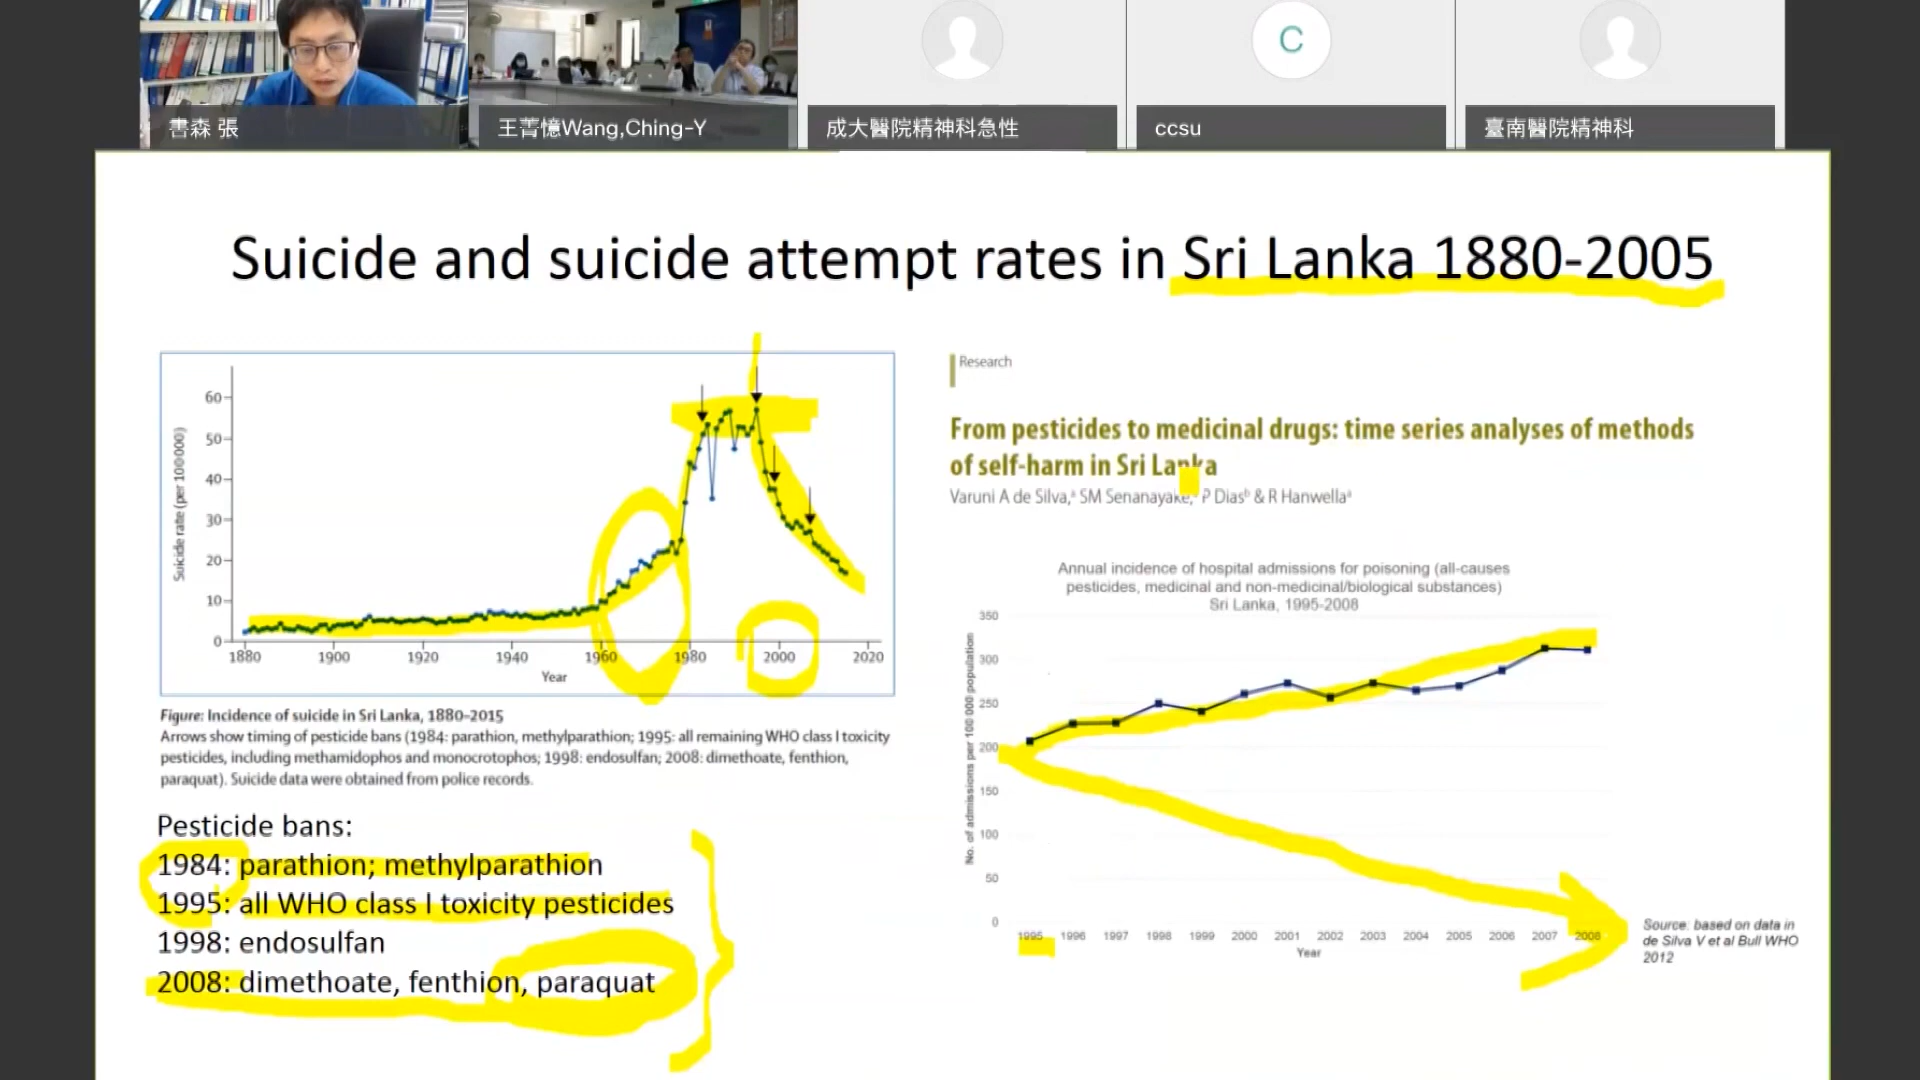 書森 張
王菁憶Wang,Ching-Y
成大醫院精神科急性
C
ccsu
臺南醫院精神科
Suicide and suicide attempt rates in Sri Lanka 1880-2005
Suicide rate (per 100 000)
60
50
40
30
20
10
0
1880 1900 1920 1940 1960 1980 2000 2020
Year
Figure: Incidence of suicide in Sri Lanka, 1880–2015
Arrows show timing of pesticide bans (1984: parathion, methylparathion; 1995: all remaining WHO class I toxicity
pesticides, including methamidophos and monocrotophos; 1998: endosulfan; 2008: dimethoate, fenthion,
paraquat). Suicide data were obtained from police records.
Pesticide bans:
1984: parathion; methylparathion
1995: all WHO class I toxicity pesticides
1998: endosulfan
2008: dimethoate, fenthion, paraquat
Research
From pesticides to medicinal drugs: time series analyses of methods
of self-harm in Sri Lanka
Varuni A de Silva,ª SM Senanayake,ª P Diasᵇ & R Hanwellaª
Annual incidence of hospital admissions for poisoning (all-causes
pesticides, medicinal and non-medicinal/biological substances)
Sri Lanka, 1995-2008
No. of admissions per 100 000 population
350
300
250
200
150
100
50
0
1995 1996 1997 1998 1999 2000 2001 2002 2003 2004 2005 2006 2007 2008
Year
Source: based on data in
de Silva V et al Bull WHO
2012